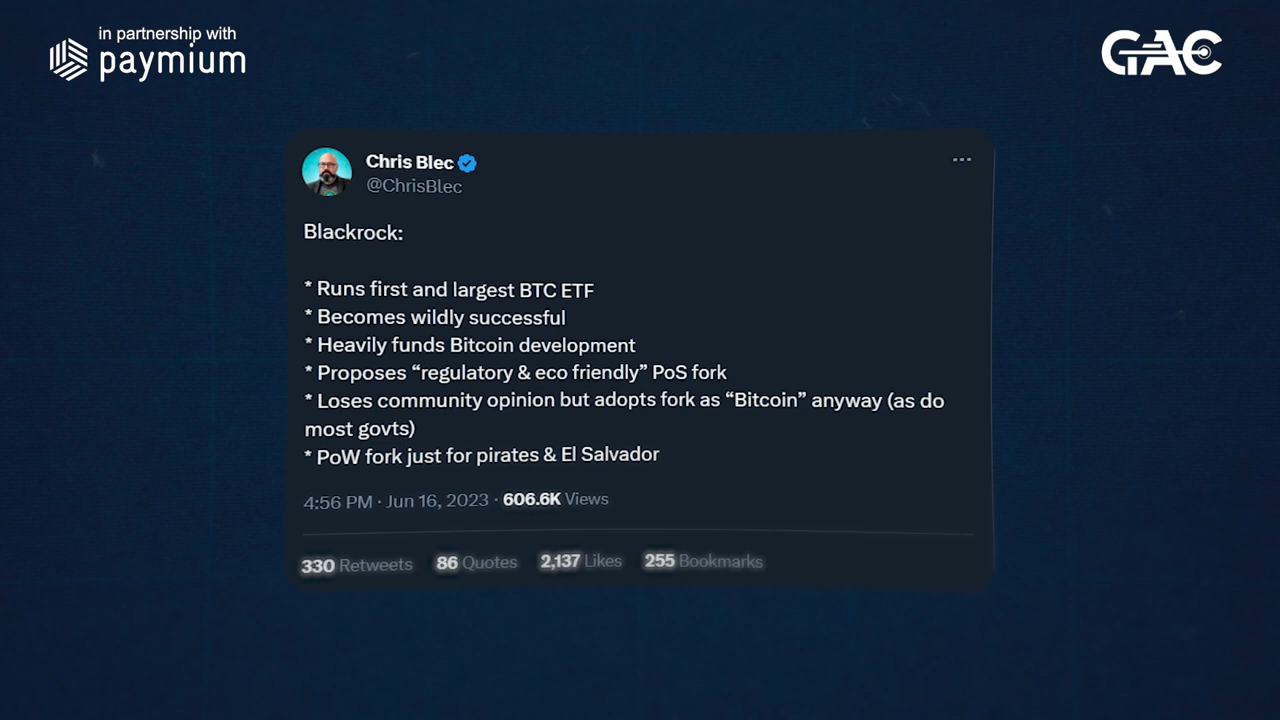 in partnership with
paymium
GAC
Chris Blec
@ChrisBlec
Blackrock:
* Runs first and largest BTC ETF
* Becomes wildly successful
* Heavily funds Bitcoin development
* Proposes “regulatory & eco friendly” PoS fork
* Loses community opinion but adopts fork as “Bitcoin” anyway (as do
most govts)
* PoW fork just for pirates & El Salvador
4:56 PM · Jun 16, 2023 · 606.6K Views
330 Retweets 86 Quotes 2,137 Likes 255 Bookmarks